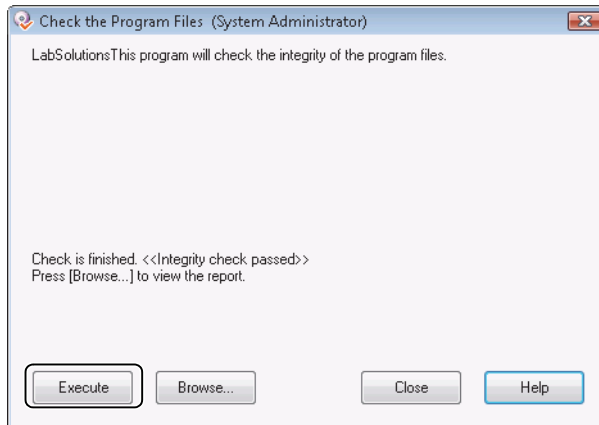 Check the Program Files (System Administrator)
LabSolutionsThis program will check the integrity of the program files.
Check is finished. <<Integrity check passed>>
Press [Browse...] to view the report.
Execute Browse... Close Help